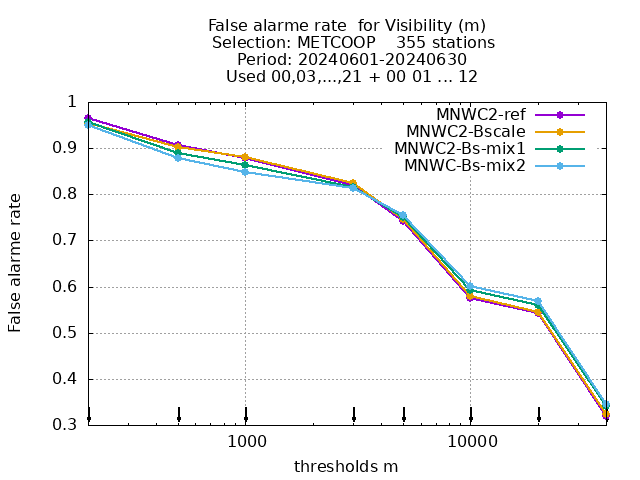 False alarme rate  for Visibility (m)
Selection: METCOOP    355 stations
Period: 20240601-20240630
Used 00,03,...,21 + 00 01 ... 12
MNWC2-ref
MNWC2-Bscale
MNWC2-Bs-mix1
MNWC-Bs-mix2
False alarme rate
1
0.9
0.8
0.7
0.6
0.5
0.4
0.3
1000
10000
thresholds m